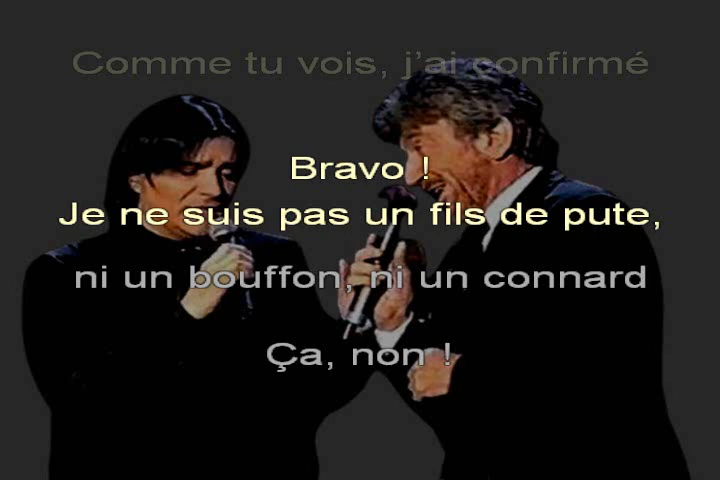 Comme tu vois, j’ai confirmé
Bravo !
Je ne suis pas un fils de pute,
ni un bouffon, ni un connard
Ça, non !